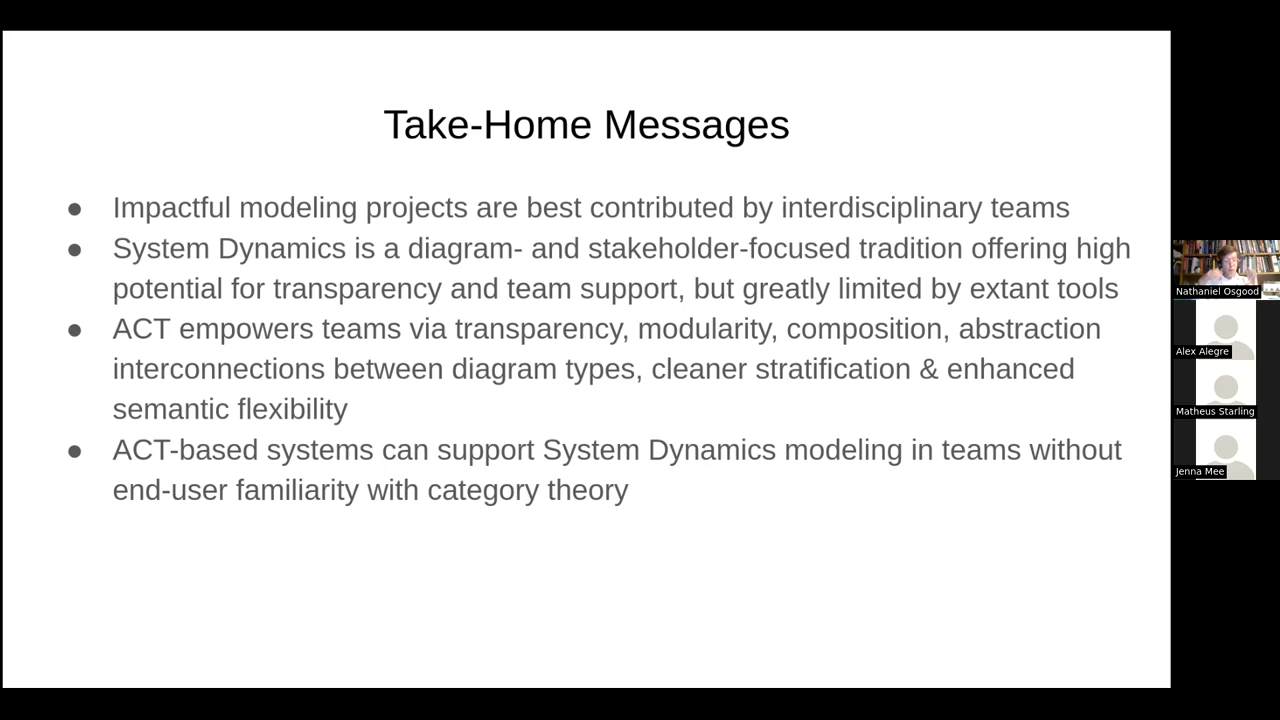 Take-Home Messages
● Impactful modeling projects are best contributed by interdisciplinary teams
● System Dynamics is a diagram- and stakeholder-focused tradition offering high
potential for transparency and team support, but greatly limited by extant tools
● ACT empowers teams via transparency, modularity, composition, abstraction
interconnections between diagram types, cleaner stratification & enhanced
semantic flexibility
● ACT-based systems can support System Dynamics modeling in teams without
end-user familiarity with category theory
Nathaniel Osgood
Alex Alegre
Matheus Starling
Jenna Mee